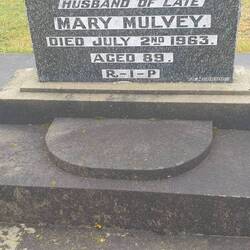 HUSBAND OF LATE
MARY MULVEY.
DIED JULY 2ND 1963.
AGED 89.
R-I-P